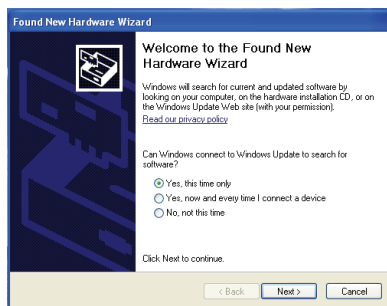 Found New Hardware Wizard
Welcome to the Found New
Hardware Wizard
Windows will search for current and updated software by
looking on your computer, on the hardware installation CD, or on
the Windows Update Web site (with your permission).
Read our privacy policy
Can Windows connect to Windows Update to search for
software?
Yes, this time only
Yes, now and every time I connect a device
No, not this time
Click Next to continue.
< Back
Next >
Cancel